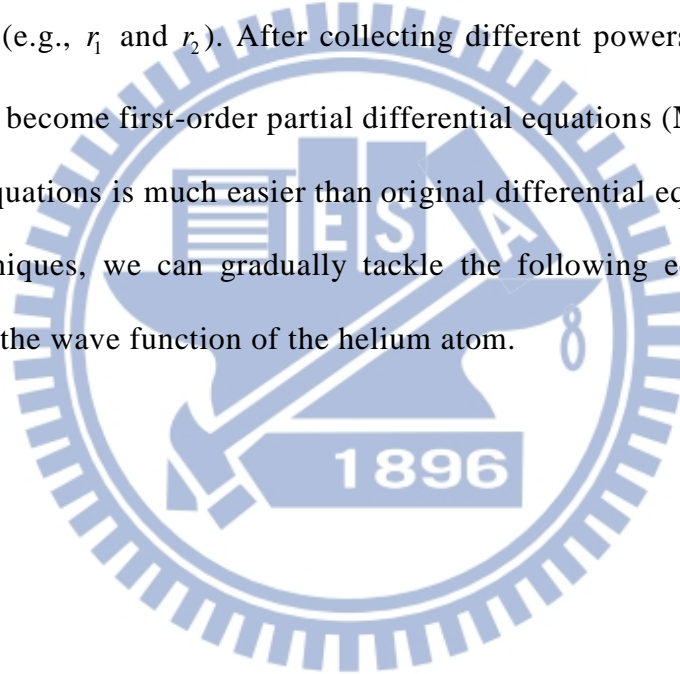 (e.g., r₁ and r₂). After collecting different powers
become first-order partial differential equations (
quations is much easier than original differential eq
niques, we can gradually tackle the following e
the wave function of the helium atom.
E S A
8
1896